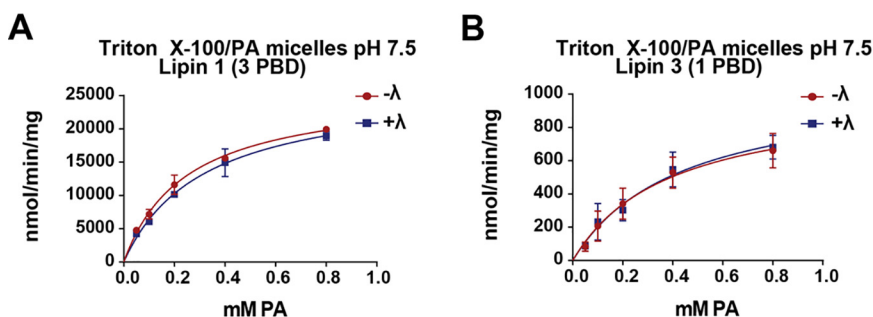 A
Triton X-100/PA micelles pH 7.5
Lipin 1 (3 PBD)
25000
20000
15000
10000
5000
0
0.0 0.2 0.4 0.6 0.8 1.0
nmol/min/mg
mM PA
-λ
+λ
B
Triton X-100/PA micelles pH 7.5
Lipin 3 (1 PBD)
1000
800
600
400
200
0
0.0 0.2 0.4 0.6 0.8 1.0
nmol/min/mg
mM PA
-λ
+λ